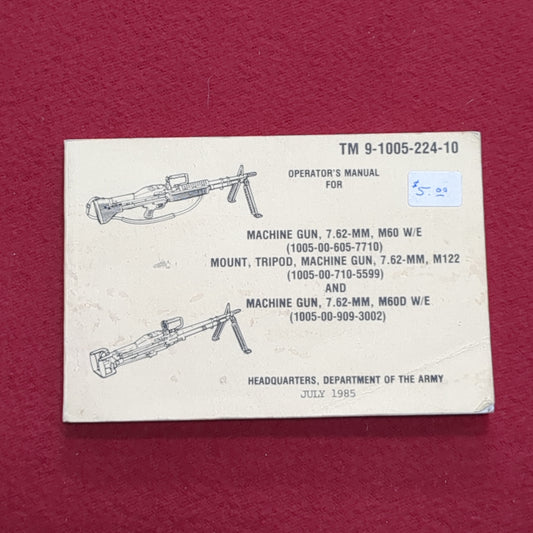 TM 9-1005-224-10
OPERATOR'S MANUAL
FOR
$5.00
MACHINE GUN, 7.62-MM, M60 W/E
(1005-00-605-7710)
MOUNT, TRIPOD, MACHINE GUN, 7.62-MM, M122
(1005-00-710-5599)
AND
MACHINE GUN, 7.62-MM, M60D W/E
(1005-00-909-3002)
HEADQUARTERS, DEPARTMENT OF THE ARMY
JULY 1985